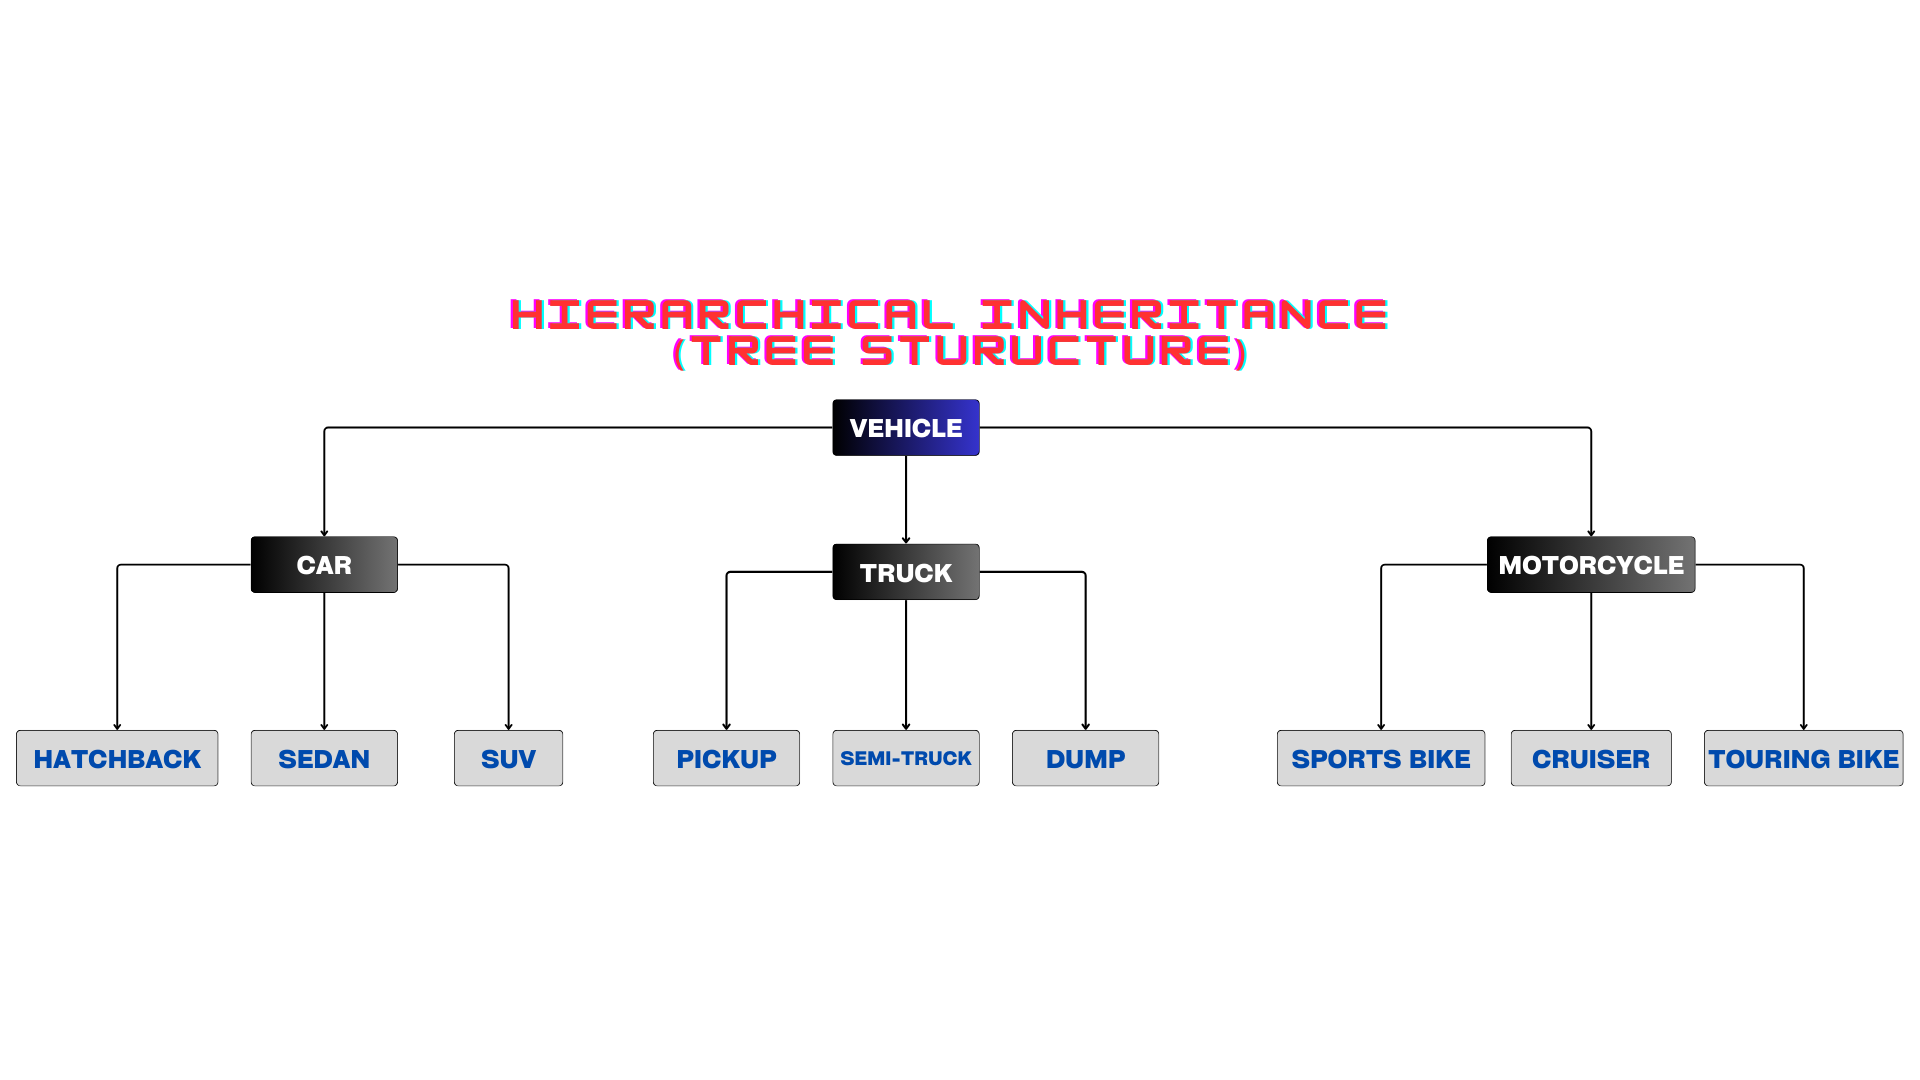 HIERARCHICAL INHERITANCE
(TREE STURUCTURE)
VEHICLE
CAR
TRUCK
MOTORCYCLE
HATCHBACK
SEDAN
SUV
PICKUP
SEMI-TRUCK
DUMP
SPORTS BIKE
CRUISER
TOURING BIKE